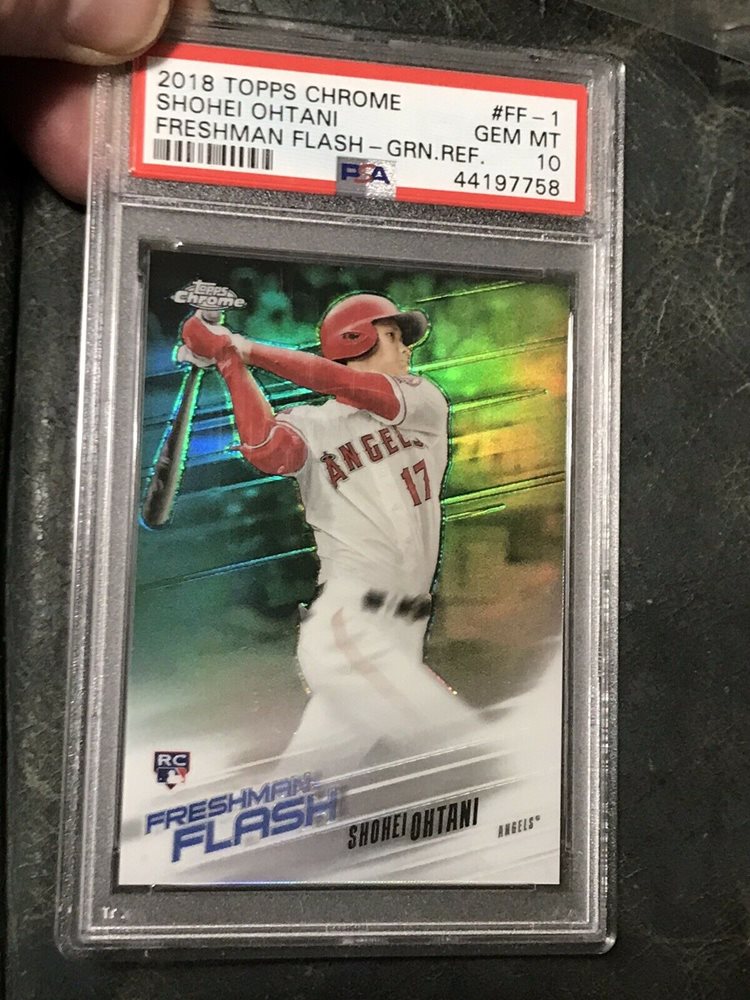 2018 TOPPS CHROME
#FF-1
SHOHEI OHTANI
GEM MT
FRESHMAN FLASH-GRN.REF.
10
PSA
44197758
Topps
Chrome
ANGELS
17
RC
FRESHMAN
FLASH
SHOHEI OHTANI
ANGELS